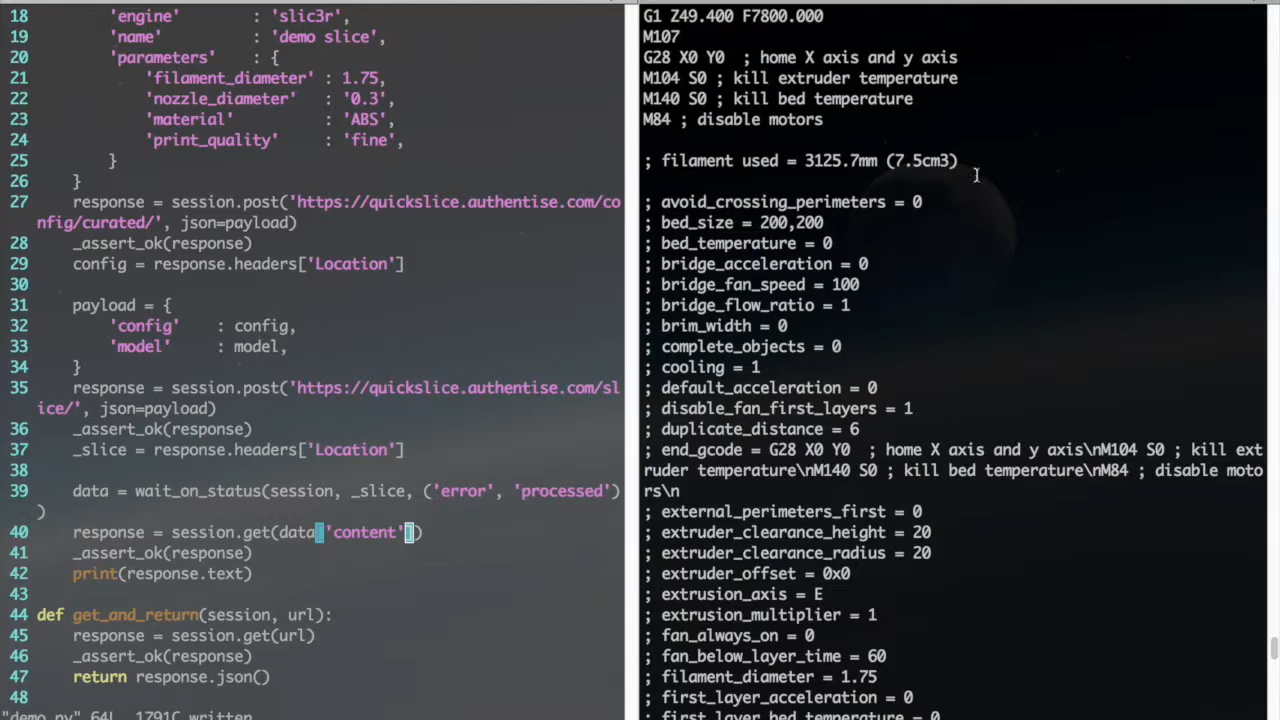 18 'engine' : 'slic3r',
19 'name' : 'demo slice',
20 'parameters' : {
21 'filament_diameter' : 1.75,
22 'nozzle_diameter' : '0.3',
23 'material' : 'ABS',
24 'print_quality' : 'fine',
25 }
26 }
27 response = session.post('https://quickslice.authentise.com/co
nfig/curated/', json=payload)
28 _assert_ok(response)
29 config = response.headers['Location']
30
31 payload = {
32 'config' : config,
33 'model' : model,
34 }
35 response = session.post('https://quickslice.authentise.com/sl
ice/', json=payload)
36 _assert_ok(response)
37 _slice = response.headers['Location']
38
39 data = wait_on_status(session, _slice, ('error', 'processed')
)
40 response = session.get(data['content'])
41 _assert_ok(response)
42 print(response.text)
43
44 def get_and_return(session, url):
45 response = session.get(url)
46 _assert_ok(response)
47 return response.json()
48
"demo.py" 64L, 1791C written
G1 Z49.400 F7800.000
M107
G28 X0 Y0 ; home X axis and y axis
M104 S0 ; kill extruder temperature
M140 S0 ; kill bed temperature
M84 ; disable motors
; filament used = 3125.7mm (7.5cm3)
; avoid_crossing_perimeters = 0
; bed_size = 200,200
; bed_temperature = 0
; bridge_acceleration = 0
; bridge_fan_speed = 100
; bridge_flow_ratio = 1
; brim_width = 0
; complete_objects = 0
; cooling = 1
; default_acceleration = 0
; disable_fan_first_layers = 1
; duplicate_distance = 6
; end_gcode = G28 X0 Y0 ; home X axis and y axis\nM104 S0 ; kill ext
ruder temperature\nM140 S0 ; kill bed temperature\nM84 ; disable moto
rs\n
; external_perimeters_first = 0
; extruder_clearance_height = 20
; extruder_clearance_radius = 20
; extruder_offset = 0x0
; extrusion_axis = E
; extrusion_multiplier = 1
; fan_always_on = 0
; fan_below_layer_time = 60
; filament_diameter = 1.75
; first_layer_acceleration = 0
; first_layer_bed_temperature = 0